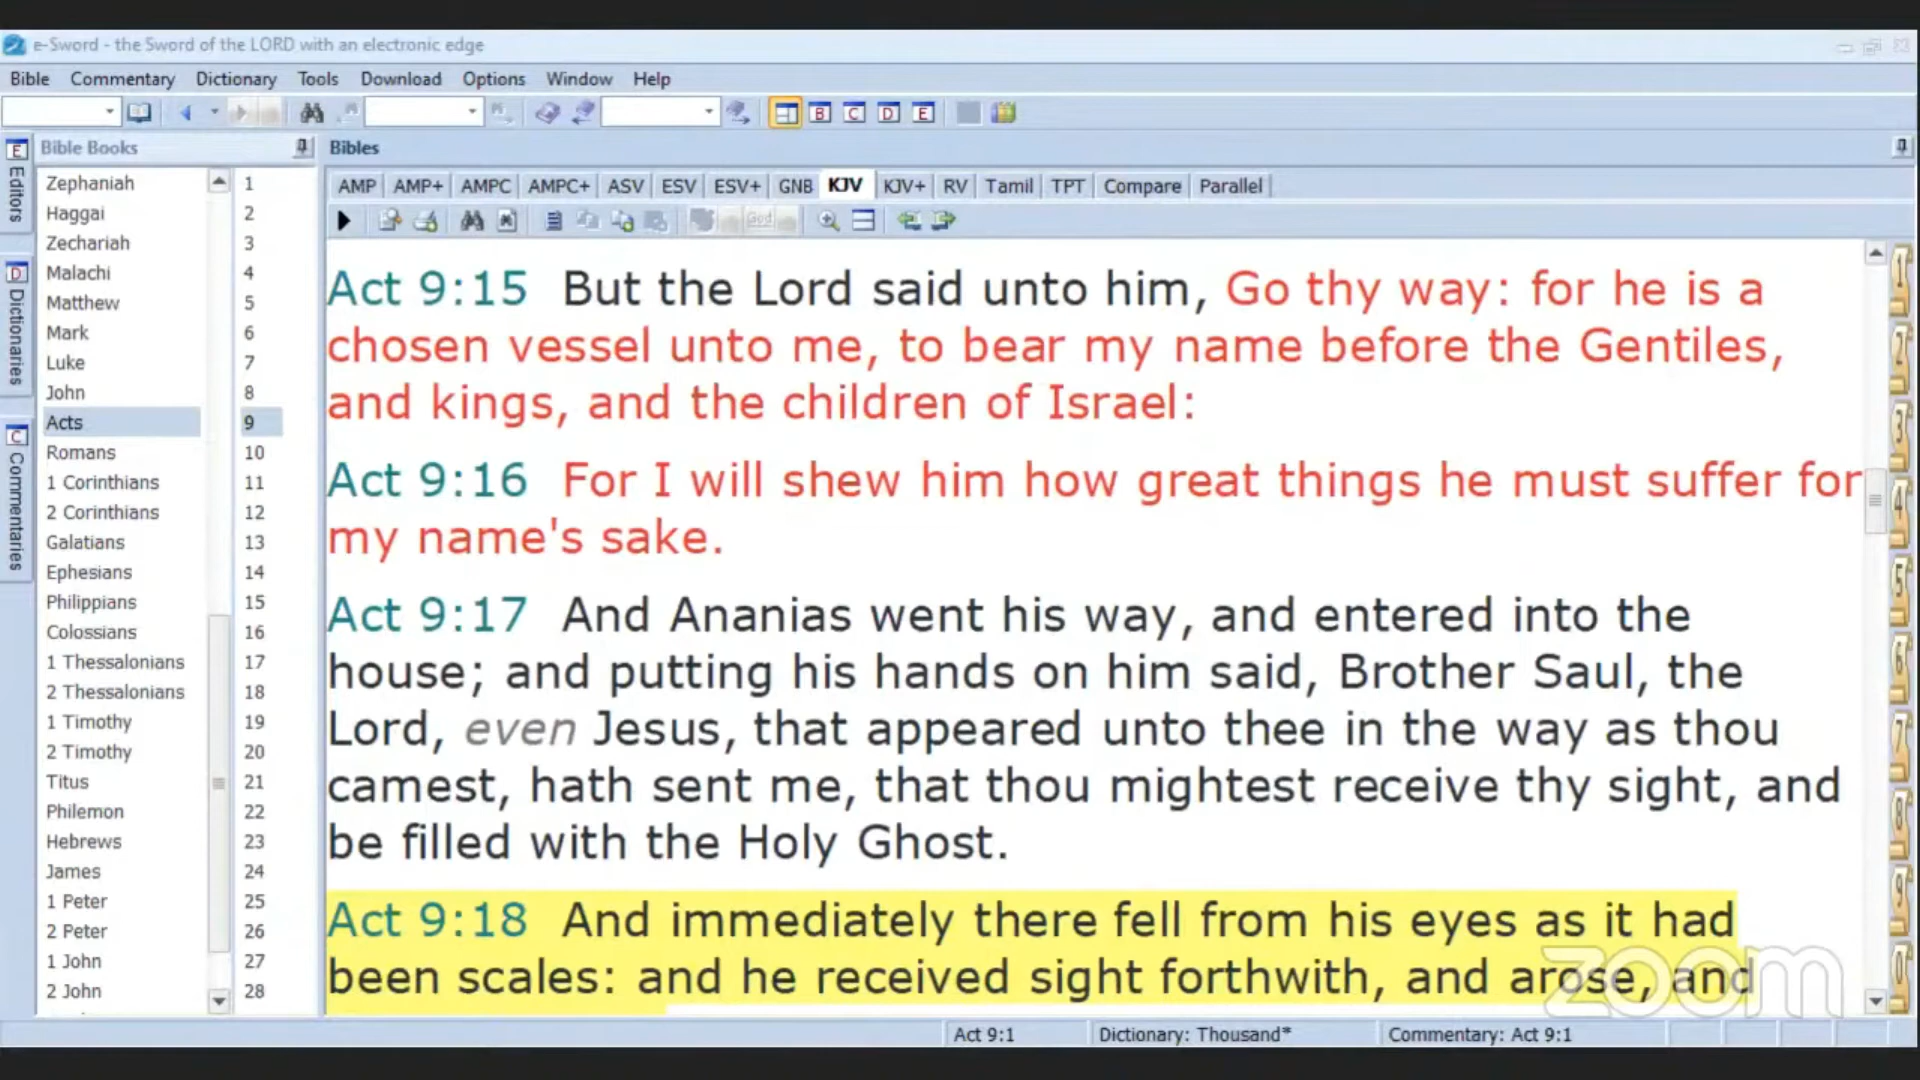 e-Sword - the Sword of the LORD with an electronic edge
Bible Commentary Dictionary Tools Download Options Window Help
B C D E
Bible Books
Bibles
E Editors
D Dictionaries
C Commentaries
Zephaniah 1
Haggai 2
Zechariah 3
Malachi 4
Matthew 5
Mark 6
Luke 7
John 8
Acts 9
Romans 10
1 Corinthians 11
2 Corinthians 12
Galatians 13
Ephesians 14
Philippians 15
Colossians 16
1 Thessalonians 17
2 Thessalonians 18
1 Timothy 19
2 Timothy 20
Titus 21
Philemon 22
Hebrews 23
James 24
1 Peter 25
2 Peter 26
1 John 27
2 John 28
AMP AMP+ AMPC AMPC+ ASV ESV ESV+ GNB KJV KJV+ RV Tamil TPT Compare Parallel
God
Act 9:15 But the Lord said unto him, Go thy way: for he is a
chosen vessel unto me, to bear my name before the Gentiles,
and kings, and the children of Israel:
Act 9:16 For I will shew him how great things he must suffer for
my name's sake.
Act 9:17 And Ananias went his way, and entered into the
house; and putting his hands on him said, Brother Saul, the
Lord, even Jesus, that appeared unto thee in the way as thou
camest, hath sent me, that thou mightest receive thy sight, and
be filled with the Holy Ghost.
Act 9:18 And immediately there fell from his eyes as it had
been scales: and he received sight forthwith, and arose, and
zoom
1
2
3
4
5
6
7
8
9
0
Act 9:1 Dictionary: Thousand* Commentary: Act 9:1